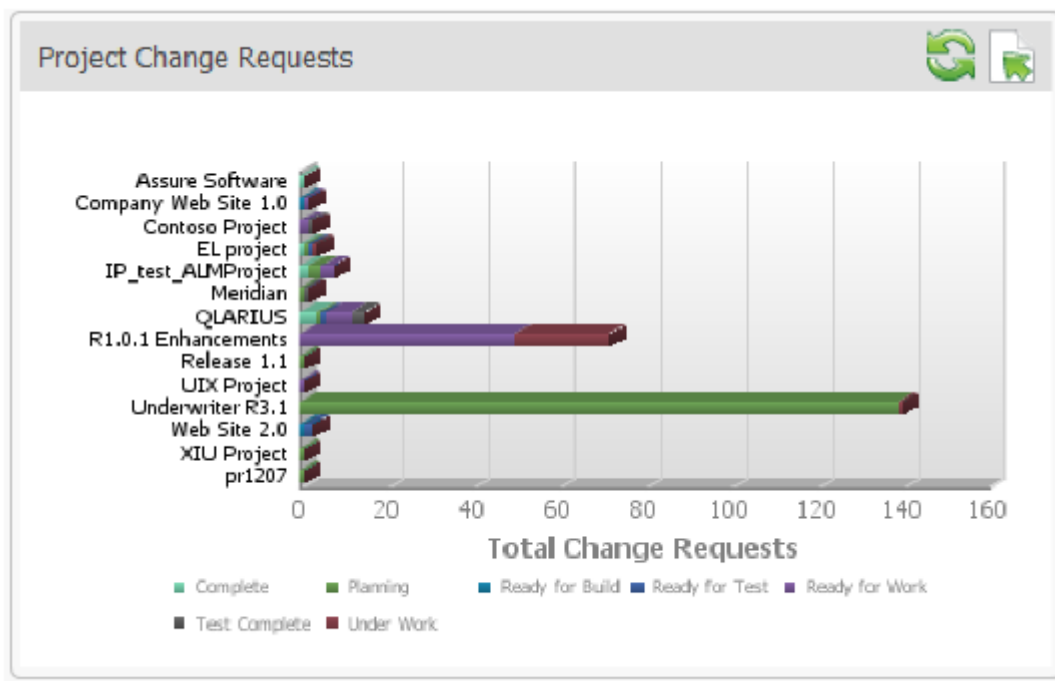 Project Change Requests
Assure Software
Company Web Site 1.0
Contoso Project
EL project
IP_test_ALMProject
Meridian
QLARIUS
R1.0.1 Enhancements
Release 1.1
UIX Project
Underwriter R3.1
Web Site 2.0
XIU Project
pr1207
0 20 40 60 80 100 120 140 160
Total Change Requests
Complete Planning Ready for Build Ready for Test Ready for Work
Test Complete Under Work